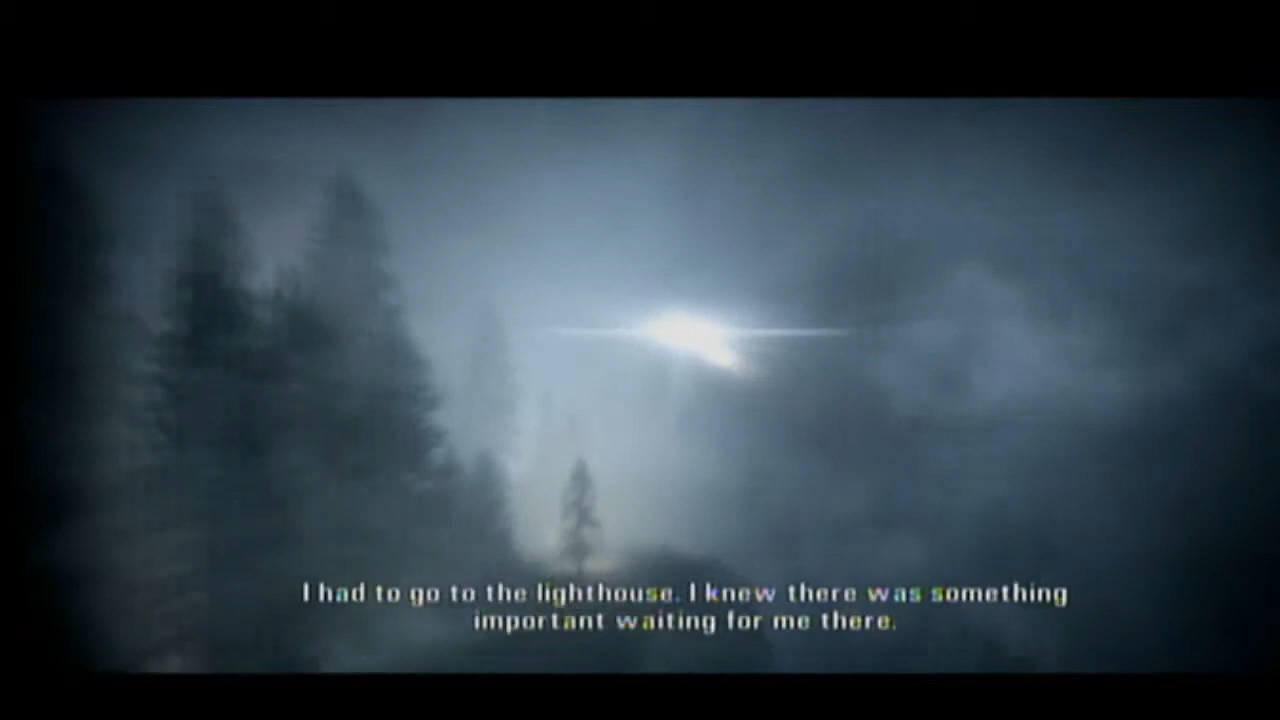 I had to go to the lighthouse. I knew there was something
important waiting for me there.